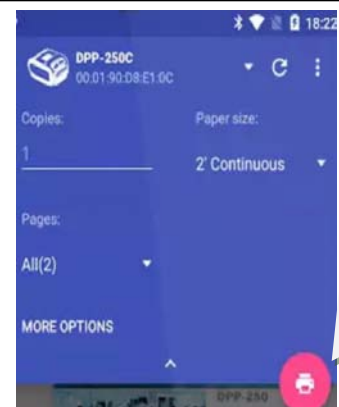 18:22
DPP-250C
00:01:90:D8:E1:0C
Copies:
Paper size:
1
2' Continuous
Pages:
All(2)
MORE OPTIONS
DPP-250